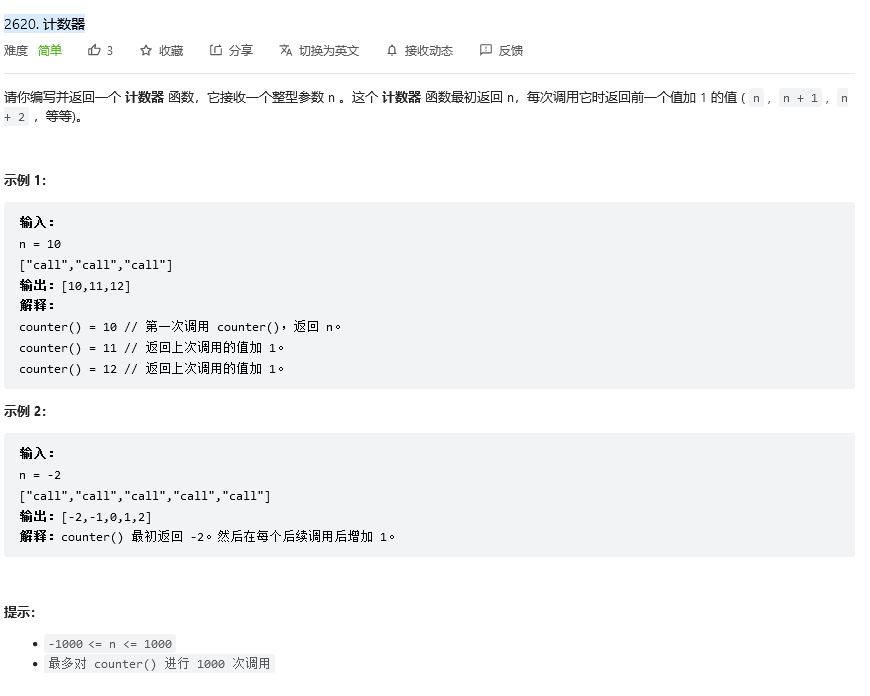 2620. 计数器
难度 简单 3 收藏 分享 切换为英文 接收动态 反馈
请你编写并返回一个 计数器 函数，它接收一个整型参数 n 。这个 计数器 函数最初返回 n，每次调用它时返回前一个值加 1 的值 ( n , n + 1 , n
+ 2 , 等等)。
示例 1：
输入：
n = 10
["call","call","call"]
输出：[10,11,12]
解释：
counter() = 10 // 第一次调用 counter()，返回 n。
counter() = 11 // 返回上次调用的值加 1。
counter() = 12 // 返回上次调用的值加 1。
示例 2：
输入：
n = -2
["call","call","call","call","call"]
输出：[-2,-1,0,1,2]
解释：counter() 最初返回 -2。然后在每个后续调用后增加 1。
提示：
• -1000 <= n <= 1000
• 最多对 counter() 进行 1000 次调用